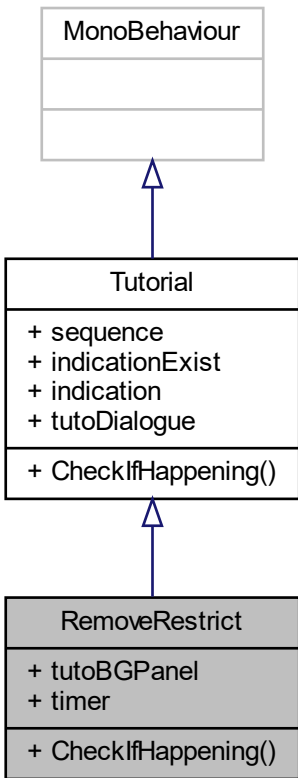 MonoBehaviour
Tutorial
+ sequence
+ indicationExist
+ indication
+ tutoDialogue
+ CheckIfHappening()
RemoveRestrict
+ tutoBGPanel
+ timer
+ CheckIfHappening()